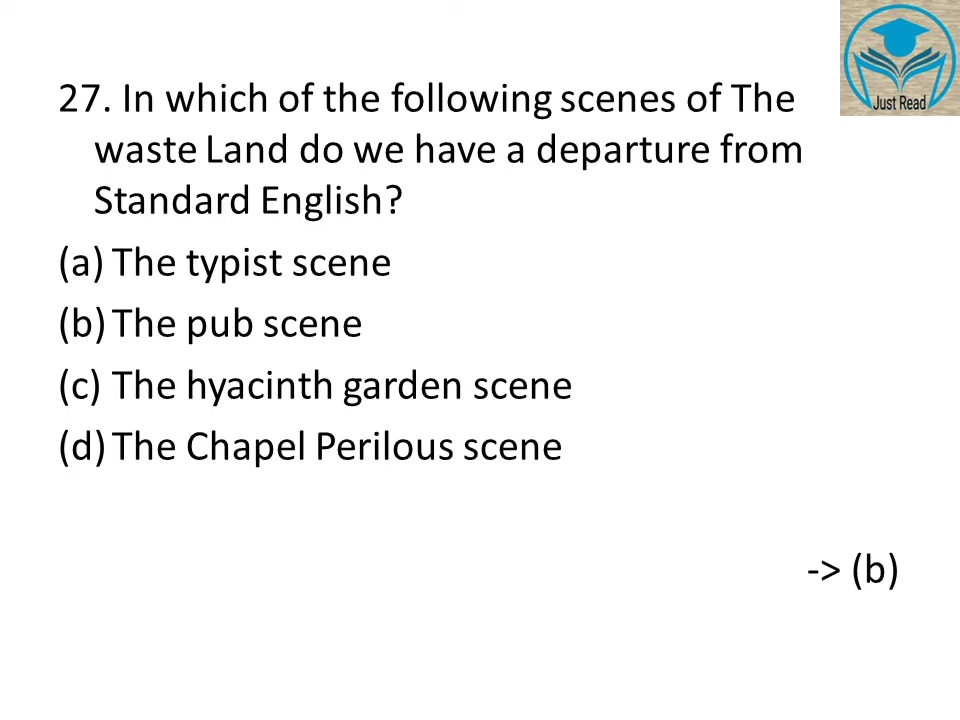 Just Read
27. In which of the following scenes of The
waste Land do we have a departure from
Standard English?
(a) The typist scene
(b) The pub scene
(c) The hyacinth garden scene
(d) The Chapel Perilous scene
-> (b)